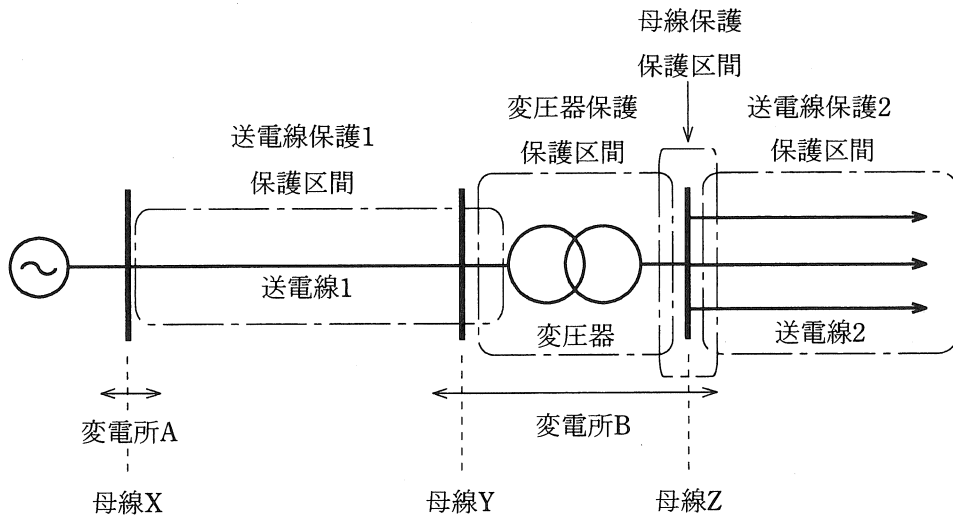 母線保護
保護区間
変圧器保護
保護区間
送電線保護2
保護区間
送電線保護1
保護区間
送電線1
変圧器
送電線2
変電所A
変電所B
母線X
母線Y
母線Z